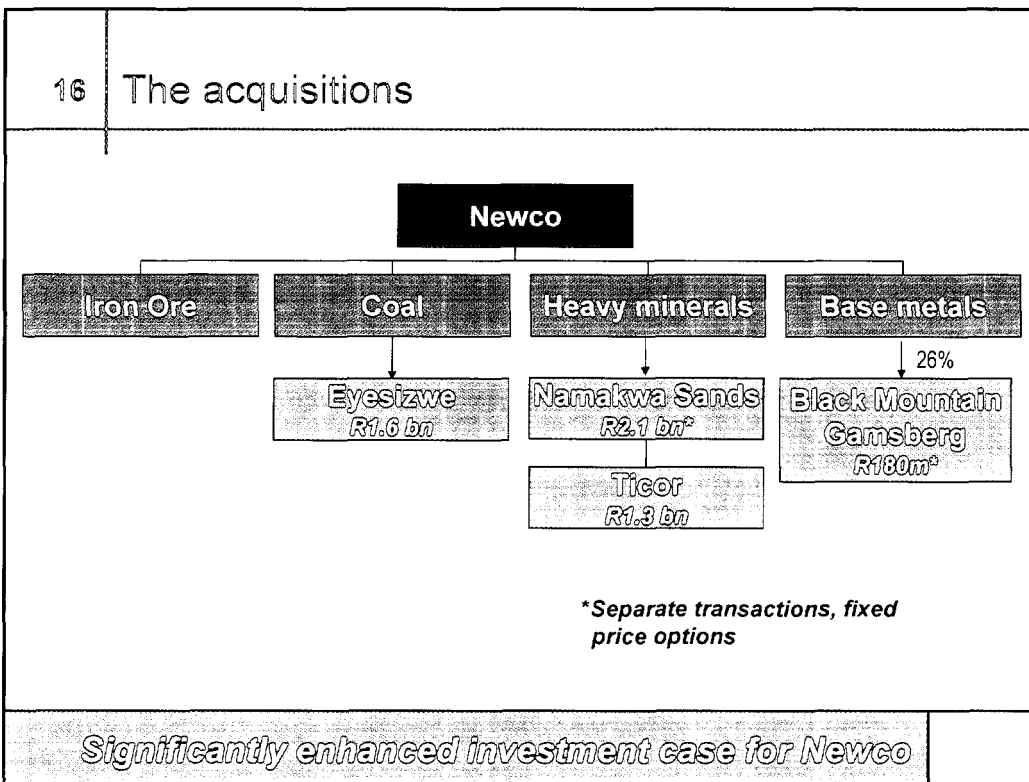 16 The acquisitions
Newco
Iron Ore
Coal
Heavy minerals
Base metals
26%
Eyesizwe
R1.6 bn
Namakwa Sands
R2.1 bn*
Black Mountain
Gamsberg
R180m*
Ticor
R1.3 bn
*Separate transactions, fixed
price options
Significantly enhanced investment case for Newco